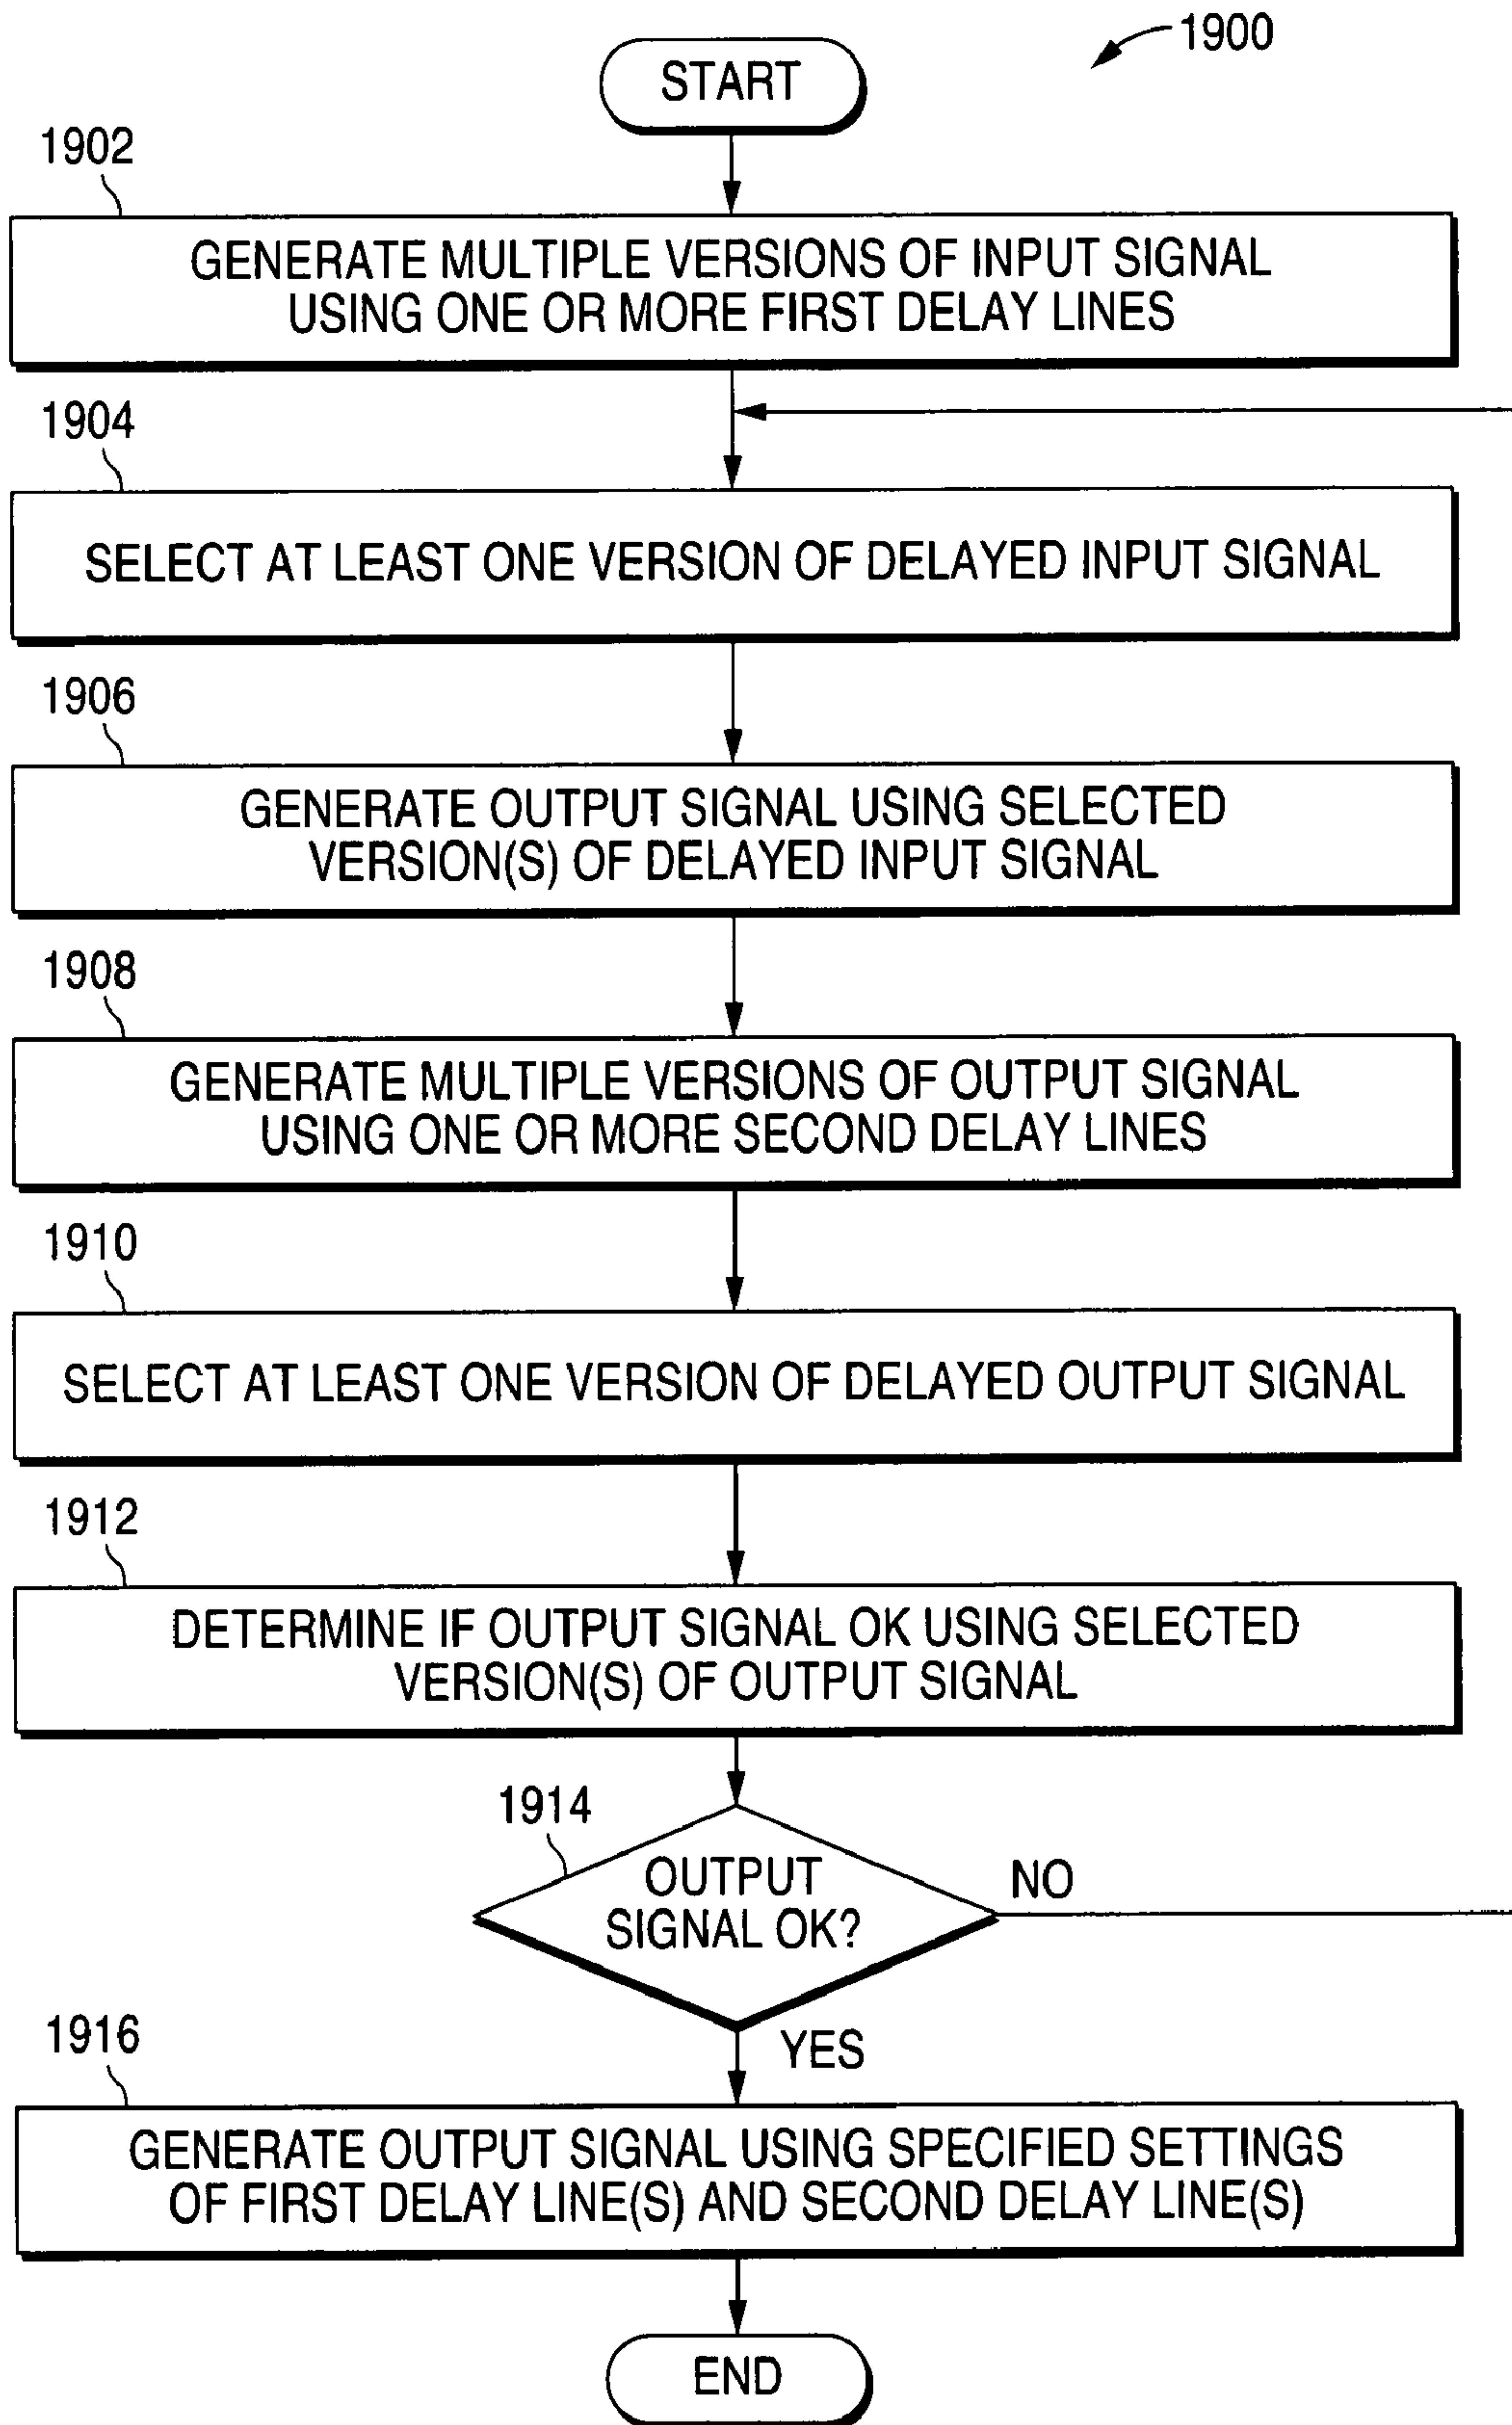 1900
START
1902
GENERATE MULTIPLE VERSIONS OF INPUT SIGNAL
USING ONE OR MORE FIRST DELAY LINES
1904
SELECT AT LEAST ONE VERSION OF DELAYED INPUT SIGNAL
1906
GENERATE OUTPUT SIGNAL USING SELECTED
VERSION(S) OF DELAYED INPUT SIGNAL
1908
GENERATE MULTIPLE VERSIONS OF OUTPUT SIGNAL
USING ONE OR MORE SECOND DELAY LINES
1910
SELECT AT LEAST ONE VERSION OF DELAYED OUTPUT SIGNAL
1912
DETERMINE IF OUTPUT SIGNAL OK USING SELECTED
VERSION(S) OF OUTPUT SIGNAL
1914
OUTPUT
SIGNAL OK?
NO
YES
1916
GENERATE OUTPUT SIGNAL USING SPECIFIED SETTINGS
OF FIRST DELAY LINE(S) AND SECOND DELAY LINE(S)
END